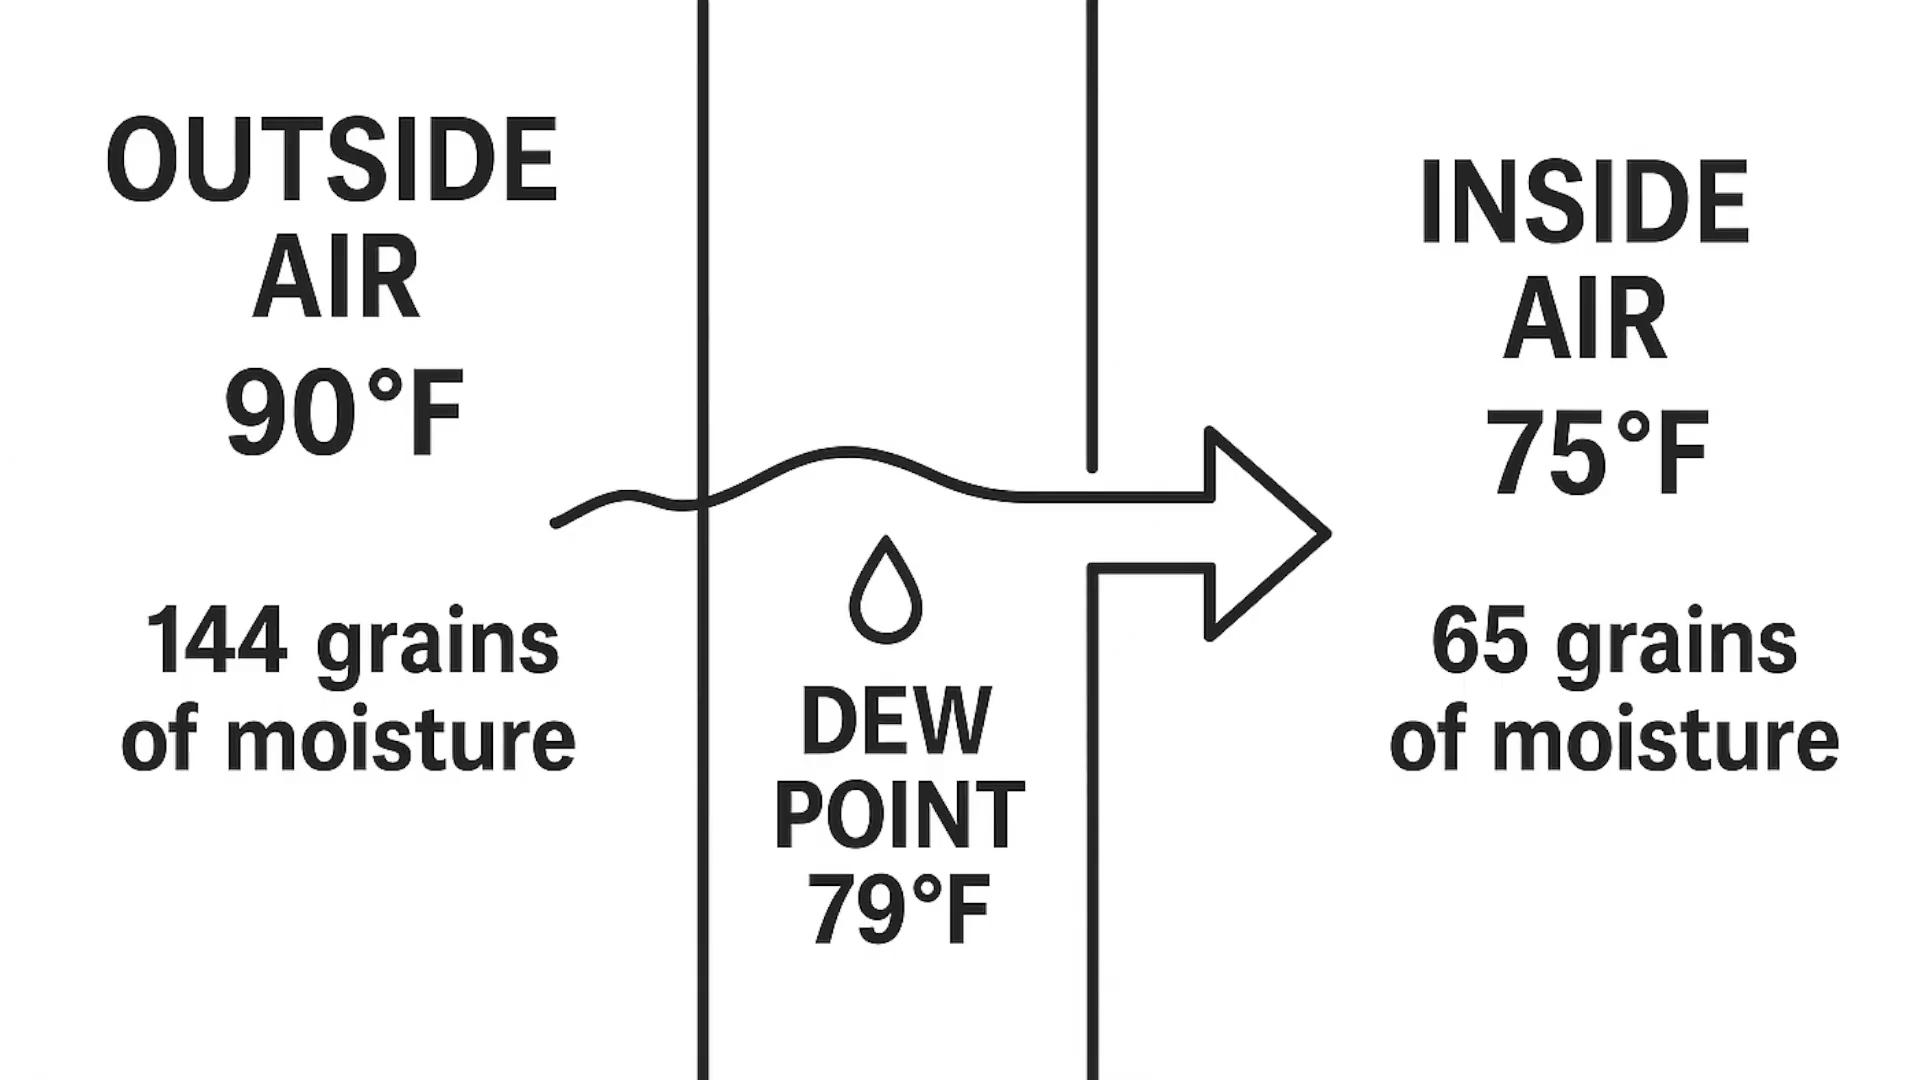 OUTSIDE
AIR
90°F
144 grains
of moisture
DEW
POINT
79°F
INSIDE
AIR
75°F
65 grains
of moisture